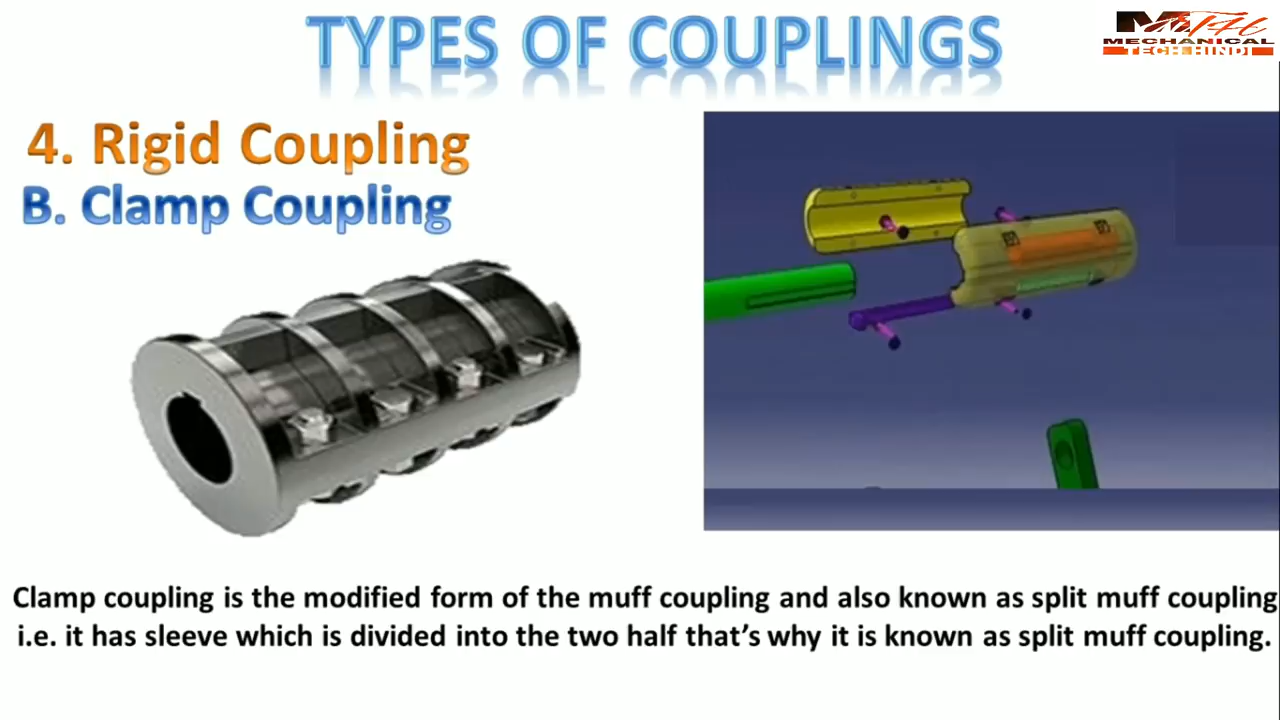 TYPES OF COUPLINGS
MECHANICAL
TECH HINDI
4. Rigid Coupling
B. Clamp Coupling
Clamp coupling is the modified form of the muff coupling and also known as split muff coupling
i.e. it has sleeve which is divided into the two half that's why it is known as split muff coupling.